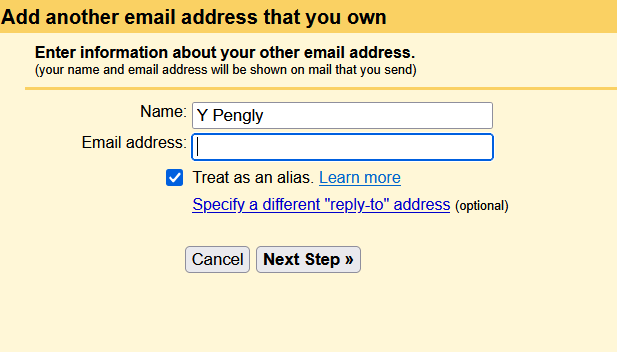 Add another email address that you own
Enter information about your other email address.
(your name and email address will be shown on mail that you send)
Name: Y Pengly
Email address:
Treat as an alias. Learn more
Specify a different "reply-to" address (optional)
Cancel Next Step »